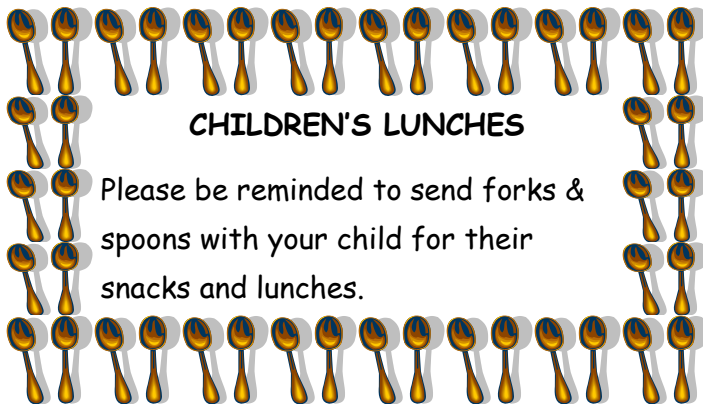 CHILDREN'S LUNCHES
Please be reminded to send forks &
spoons with your child for their
snacks and lunches.